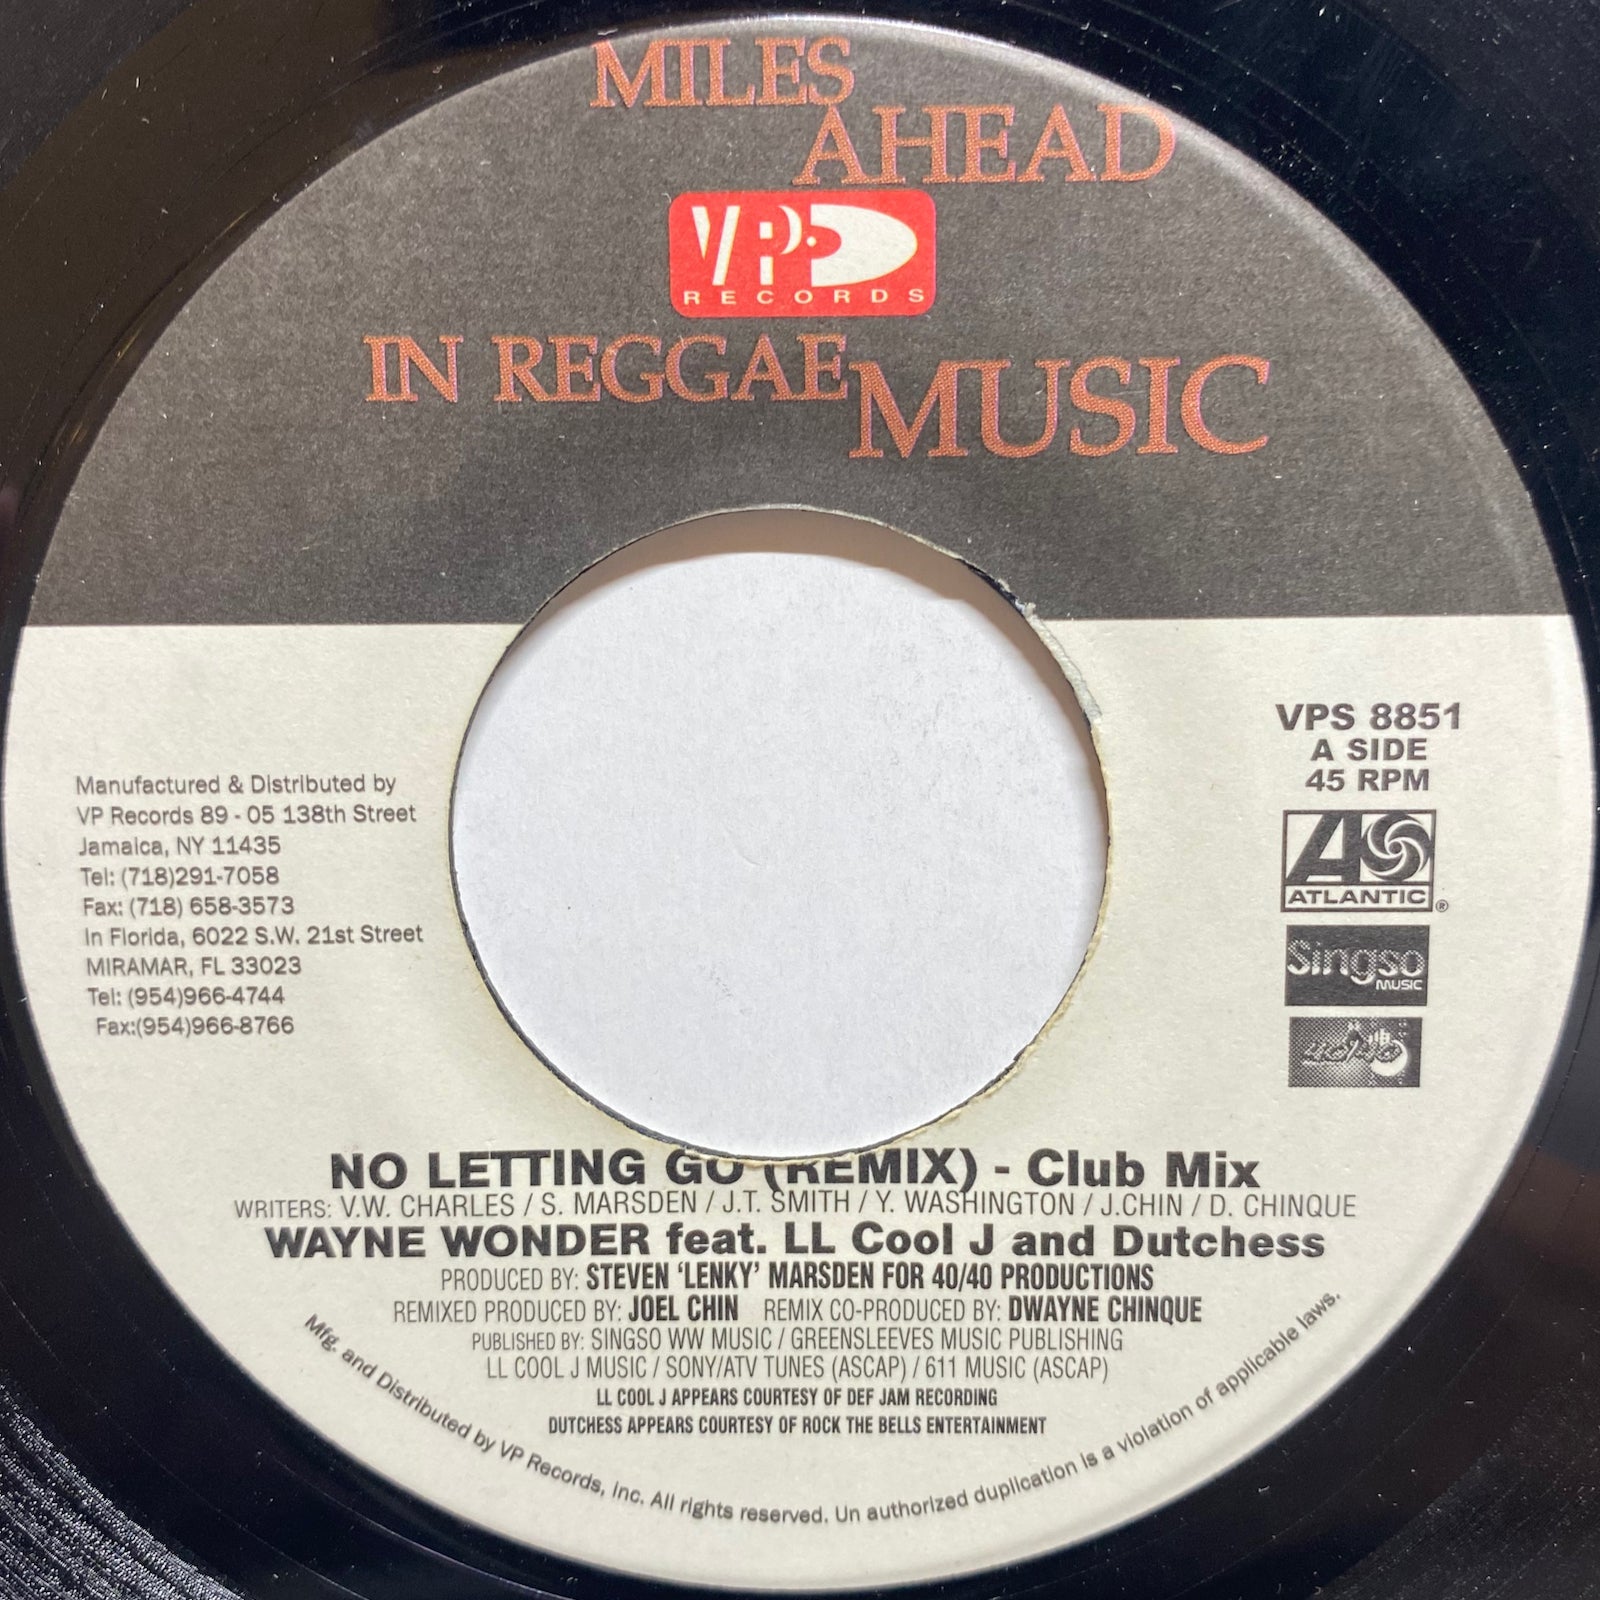 MILES
AHEAD
VP
RECORDS
IN REGGAE MUSIC
VPS 8851
A SIDE
45 RPM
ATLANTIC®
Singso
MUSIC
40/40
Manufactured & Distributed by
VP Records 89 - 05 138th Street
Jamaica, NY 11435
Tel: (718)291-7058
Fax: (718) 658-3573
In Florida, 6022 S.W. 21st Street
MIRAMAR, FL 33023
Tel: (954)966-4744
Fax:(954)966-8766
NO LETTING GO (REMIX) - Club Mix
WRITERS: V.W. CHARLES / S. MARSDEN / J.T. SMITH / Y. WASHINGTON / J.CHIN / D. CHINQUE
WAYNE WONDER feat. LL Cool J and Dutchess
PRODUCED BY: STEVEN ‘LENKY’ MARSDEN FOR 40/40 PRODUCTIONS
REMIXED PRODUCED BY: JOEL CHIN REMIX CO-PRODUCED BY: DWAYNE CHINQUE
PUBLISHED BY: SINGSO WW MUSIC / GREENSLEEVES MUSIC PUBLISHING
LL COOL J MUSIC / SONY/ATV TUNES (ASCAP) / 611 MUSIC (ASCAP)
LL COOL J APPEARS COURTESY OF DEF JAM RECORDING
DUTCHESS APPEARS COURTESY OF ROCK THE BELLS ENTERTAINMENT
Mfg. and Distributed by VP Records, inc. All rights reserved. Un authorized duplication is a violation of applicable laws.